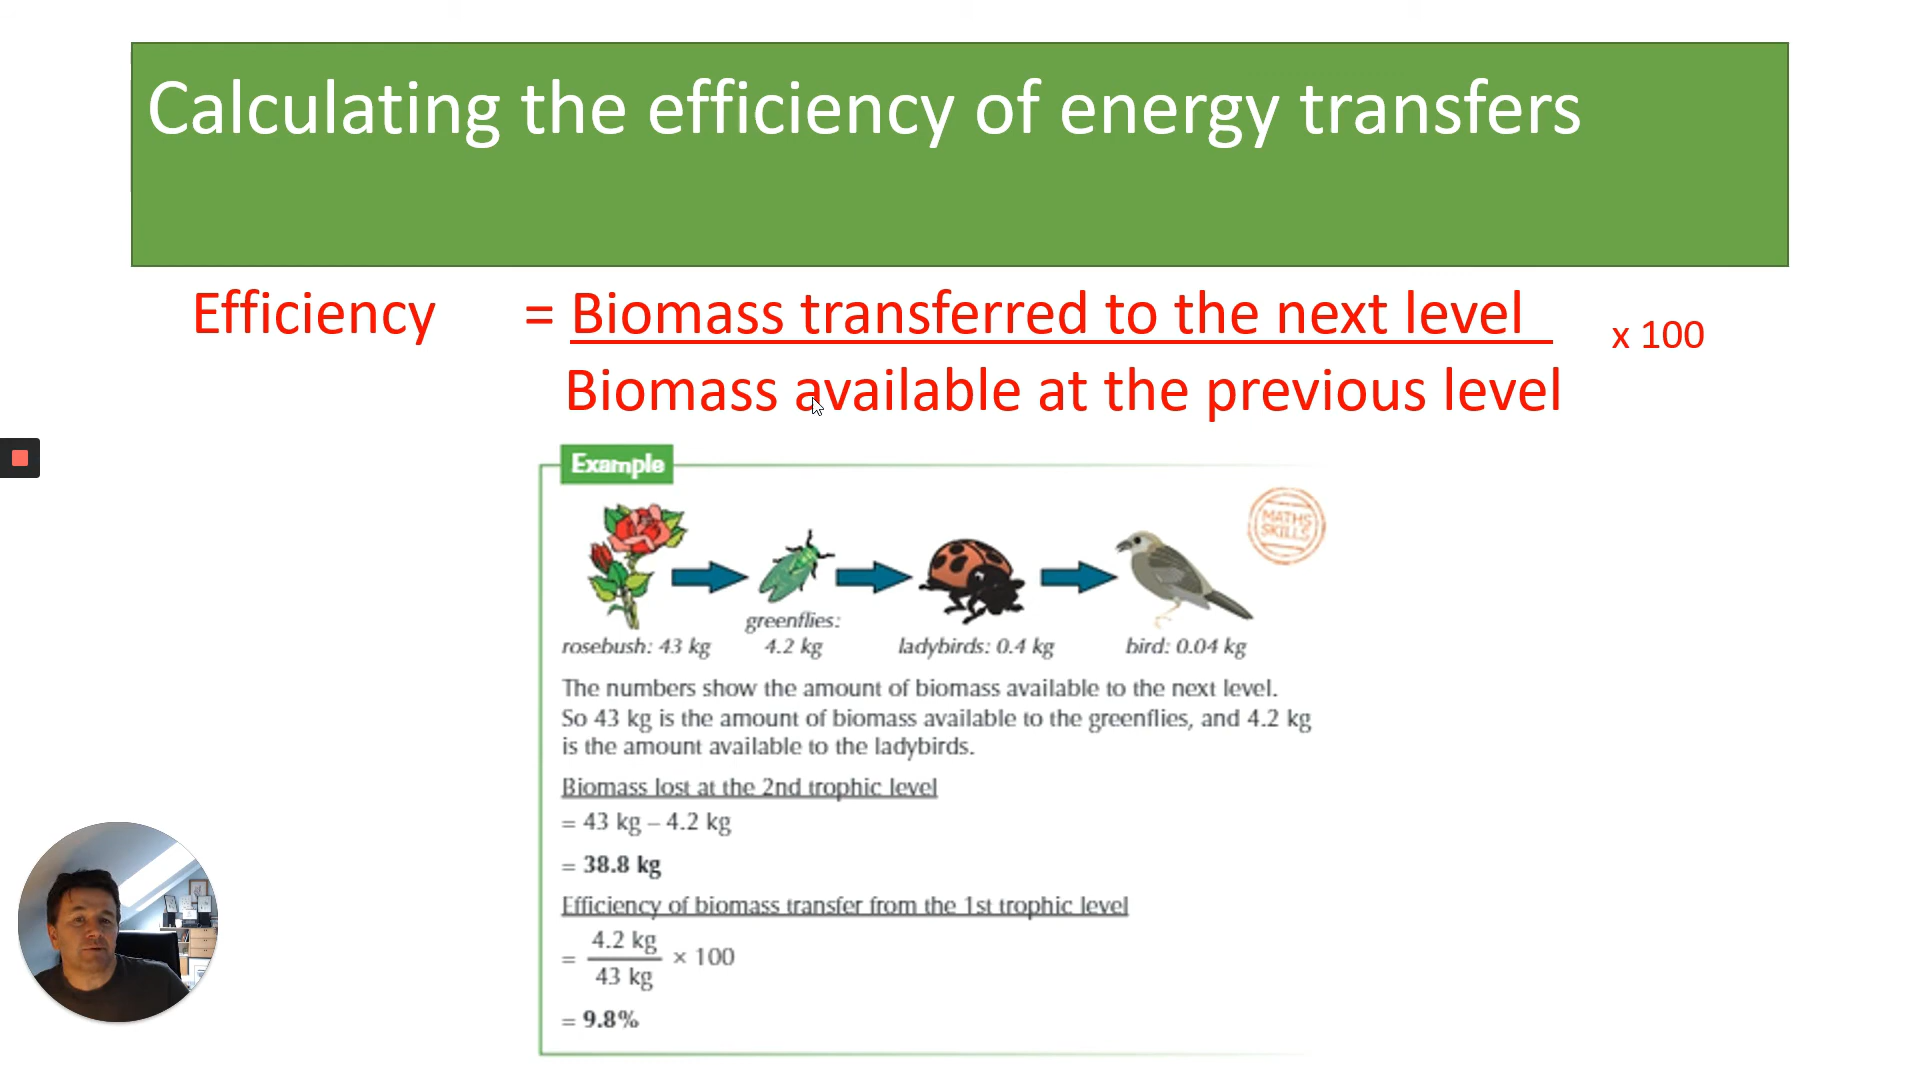 Calculating the efficiency of energy transfers
Efficiency = Biomass transferred to the next level x 100
Biomass available at the previous level
Example
MATHS
SKILLS
greenflies:
rosebush: 43 kg 4.2 kg ladybirds: 0.4 kg bird: 0.04 kg
The numbers show the amount of biomass available to the next level.
So 43 kg is the amount of biomass available to the greenflies, and 4.2 kg
is the amount available to the ladybirds.
Biomass lost at the 2nd trophic level
= 43 kg – 4.2 kg
= 38.8 kg
Efficiency of biomass transfer from the 1st trophic level
4.2 kg
= × 100
43 kg
= 9.8%